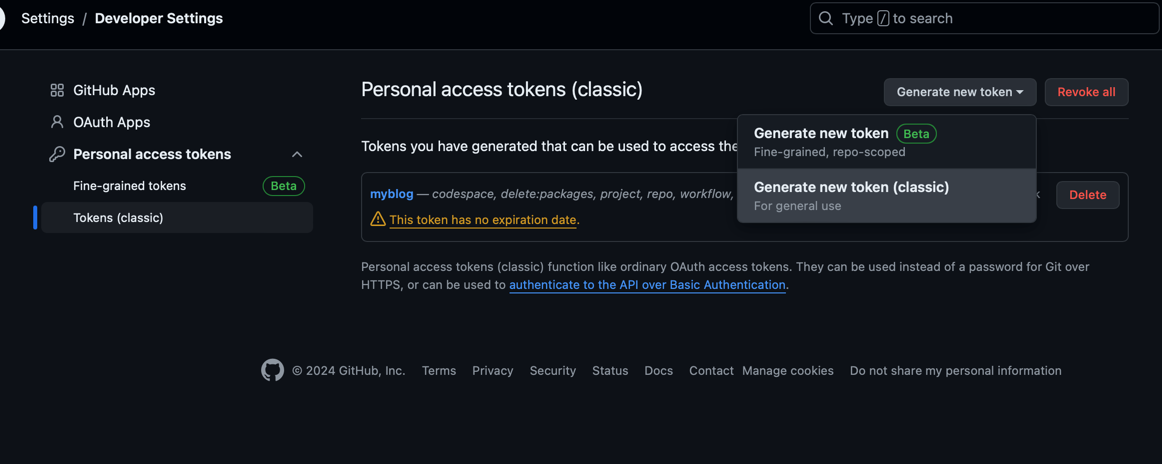 Settings / Developer Settings
Type / to search
GitHub Apps
OAuth Apps
Personal access tokens
Fine-grained tokens Beta
Tokens (classic)
Personal access tokens (classic)
Generate new token
Revoke all
Generate new token Beta
Fine-grained, repo-scoped
Generate new token (classic)
For general use
Tokens you have generated that can be used to access the
myblog — codespace, delete:packages, project, repo, workflow,
Delete
This token has no expiration date.
Personal access tokens (classic) function like ordinary OAuth access tokens. They can be used instead of a password for Git over
HTTPS, or can be used to authenticate to the API over Basic Authentication.
© 2024 GitHub, Inc. Terms Privacy Security Status Docs Contact Manage cookies Do not share my personal information